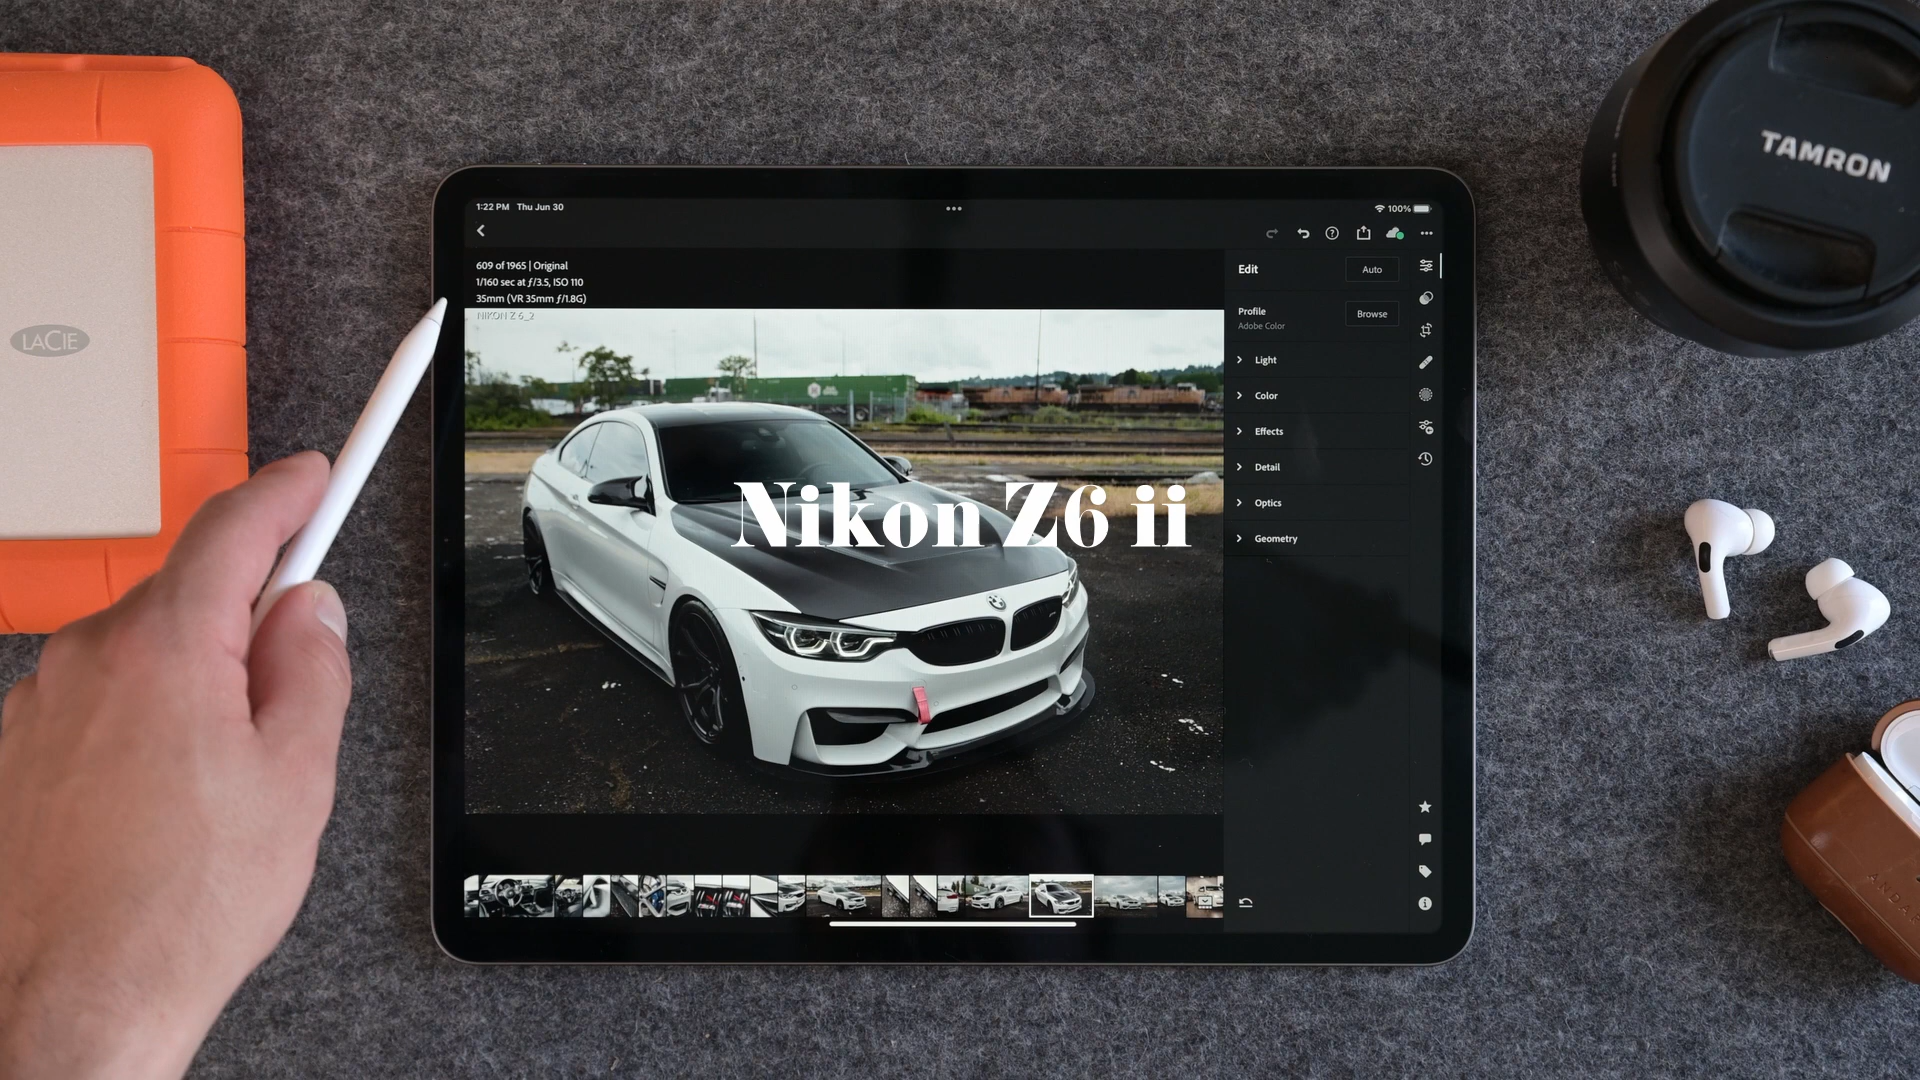 1:22 PM Thu Jun 30
100%
609 of 1965 | Original
1/160 sec at ƒ/3.5, ISO 110
35mm (VR 35mm ƒ/1.8G)
NIKON Z 6_2
Edit
Auto
Profile
Adobe Color
Browse
Light
Color
Effects
Detail
Optics
Geometry
Nikon Z6 ii
LACIE
TAMRON